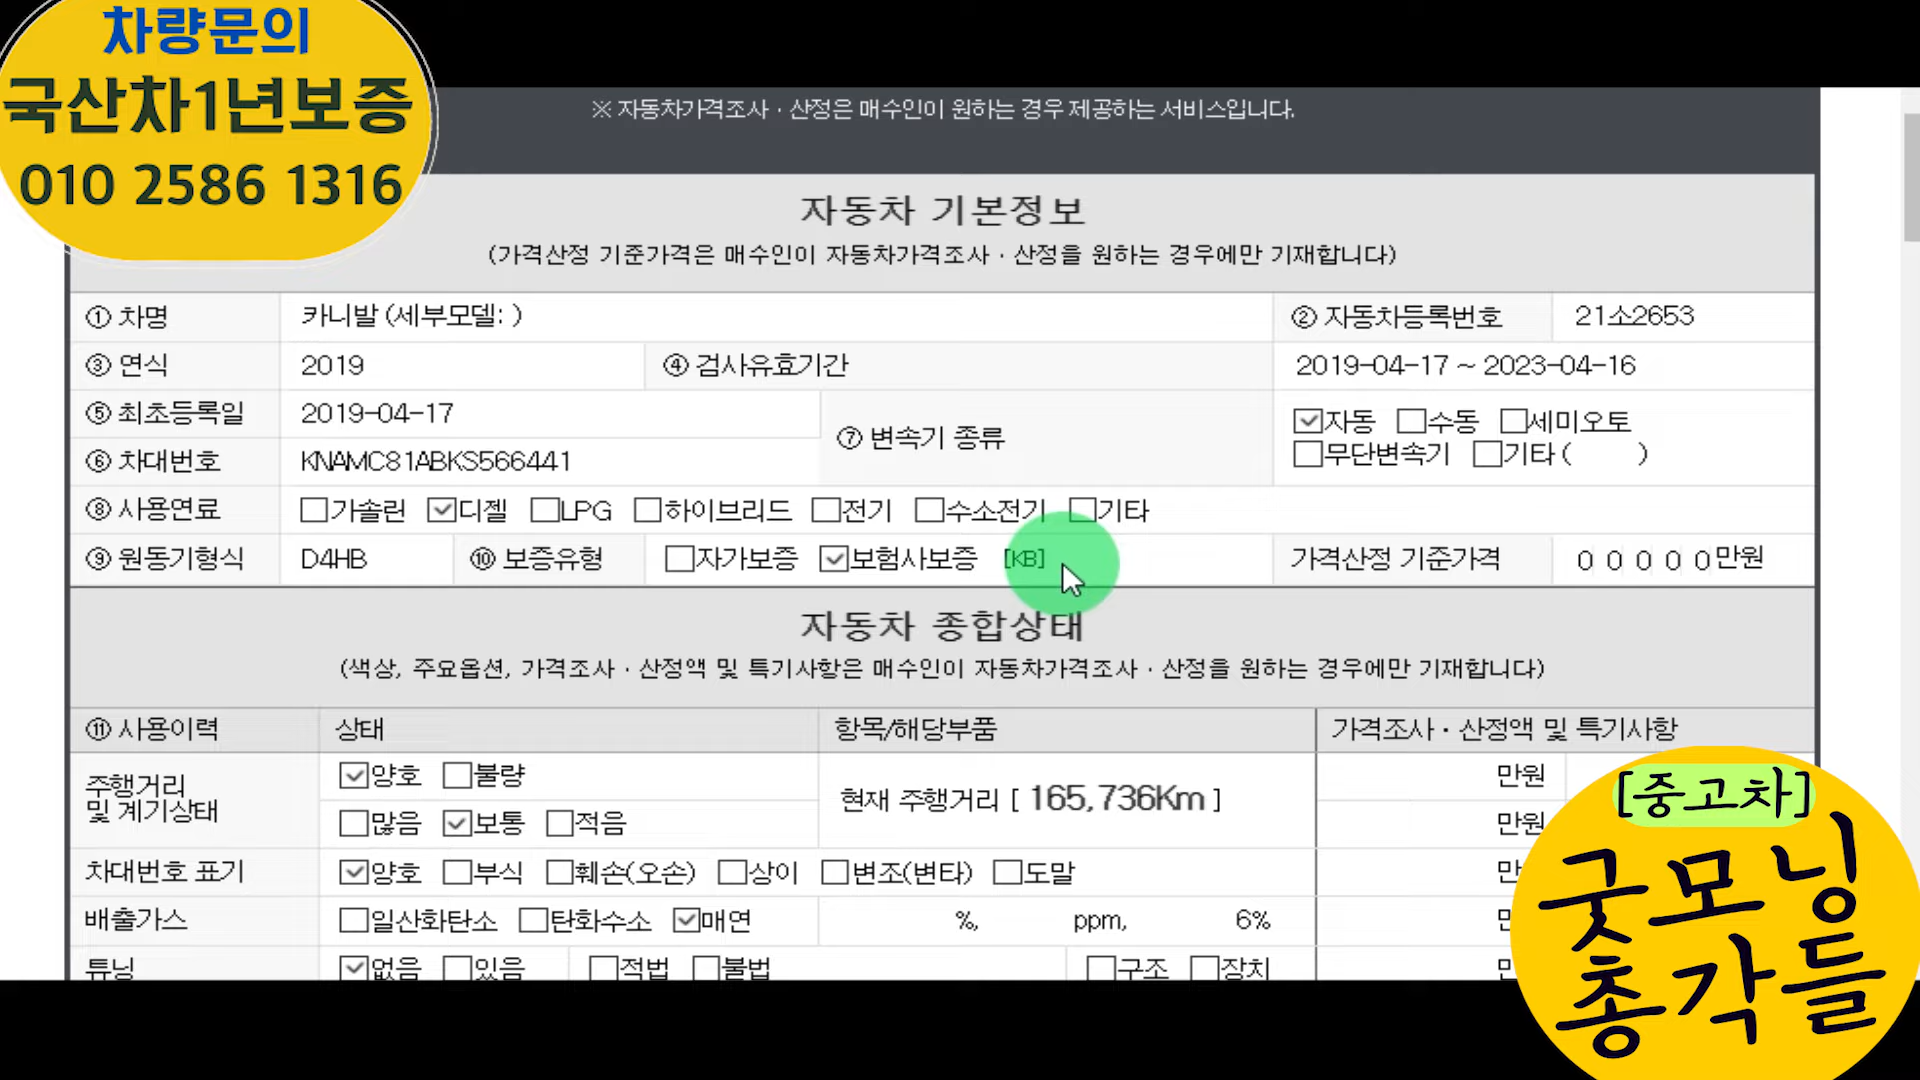 차량문의
국산차1년보증
010 2586 1316
※ 자동차가격조사 · 산정은 매수인이 원하는 경우 제공하는 서비스입니다.
자동차 기본정보
(가격산정 기준가격은 매수인이 자동차가격조사 · 산정을 원하는 경우에만 기재합니다)
① 차명 카니발 (세부모델: ) ② 자동차등록번호 21소2653
③ 연식 2019 ④ 검사유효기간 2019-04-17 ~ 2023-04-16
⑤ 최초등록일 2019-04-17 ⑦ 변속기 종류 자동 수동 세미오토
무단변속기 기타 ( )
⑥ 차대번호 KNAMC81ABKS566441
⑧ 사용연료 가솔린 디젤 LPG 하이브리드 전기 수소전기 기타
⑨ 원동기형식 D4HB ⑩ 보증유형 자가보증 보험사보증 [KB] 가격산정 기준가격 0 0 0 0 0만원
자동차 종합상태
(색상, 주요옵션, 가격조사 · 산정액 및 특기사항은 매수인이 자동차가격조사 · 산정을 원하는 경우에만 기재합니다)
⑪ 사용이력 상태 항목/해당부품 가격조사 · 산정액 및 특기사항
주행거리
및 계기상태
양호 불량 만원
현재 주행거리 [ 165,736Km ]
많음 보통 적음 만원
차대번호 표기 양호 부식 훼손(오손) 상이 변조(변타) 도말
배출가스 일산화탄소 탄화수소 매연 %, ppm, 6%
튜닝 없음 있음 적법 불법 구조 장치
[중고차]
굿모닝
총각들